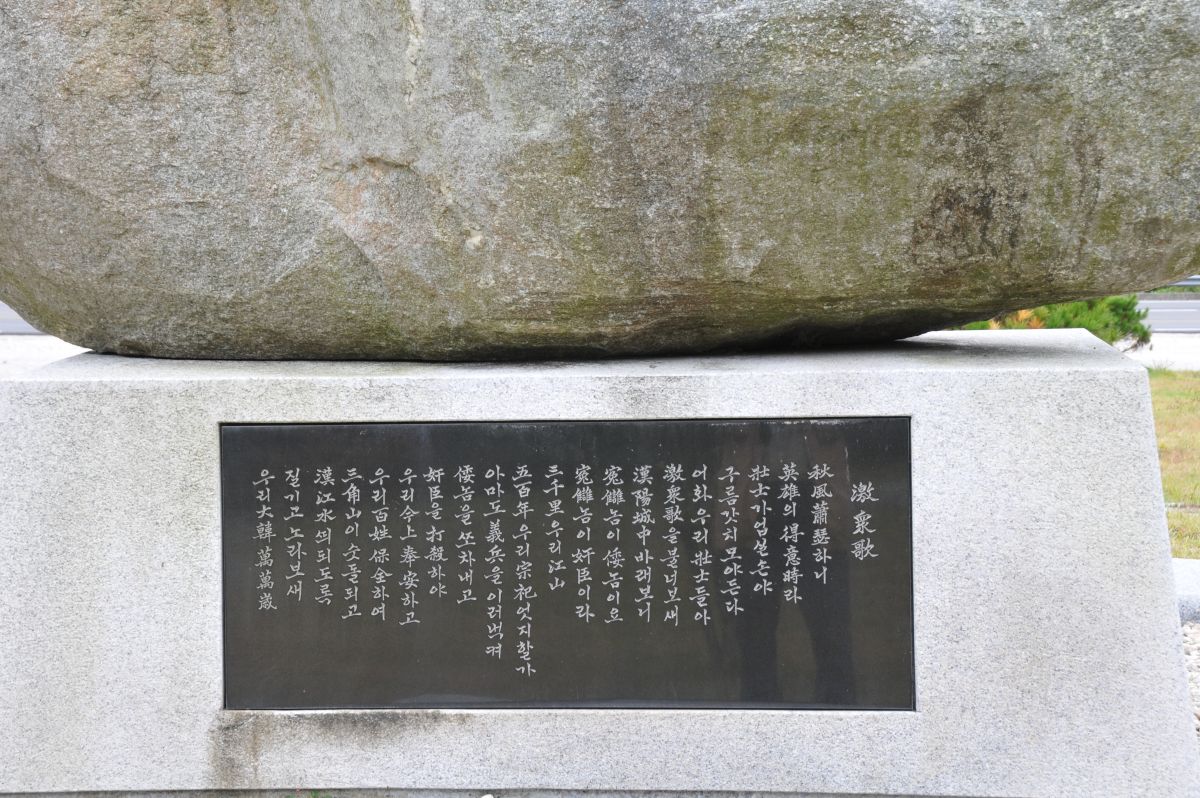 激衆歌
秋風蕭瑟하니
英雄의得意時라
壯士가업슬손야
구름갓치모아든다
어화우리壯士들아
激衆歌을불너보새
漢陽城中바래보니
寃讎놈이倭놈이요
寃讎놈이奸臣이라
三千里우리江山
五百年우리宗祀엇지할가
아마도義兵을이러벅며
倭놈을쪼차내고
奸臣을打殺하야
우리今上奉安하고
우리百姓保全하여
三角山이숫돌되고
漢江水띄되도록
질기고노라보새
우리大韓萬萬歲